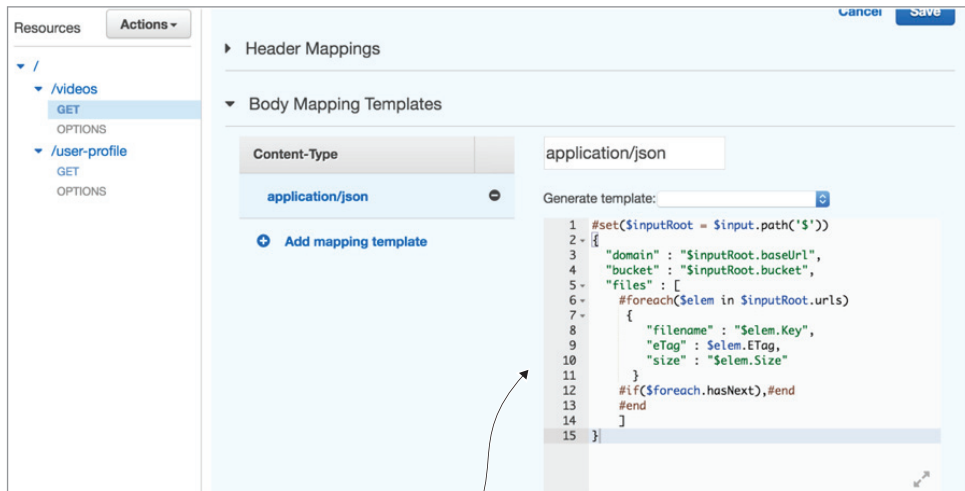 Resources
Actions
Cancel
Save
/
/videos
GET
OPTIONS
/user-profile
GET
OPTIONS
Header Mappings
Body Mapping Templates
Content-Type
application/json
Add mapping template
application/json
Generate template:
1 #set($inputRoot = $input.path('$'))
2 {
3 "domain" : "$inputRoot.baseUrl",
4 "bucket" : "$inputRoot.bucket",
5 "files" : [
6 #foreach($elem in $inputRoot.urls)
7 {
8 "filename" : "$elem.Key",
9 "eTag" : $elem.ETag,
10 "size" : "$elem.Size"
11 }
12 #if($foreach.hasNext),#end
13 #end
14 ]
15 }